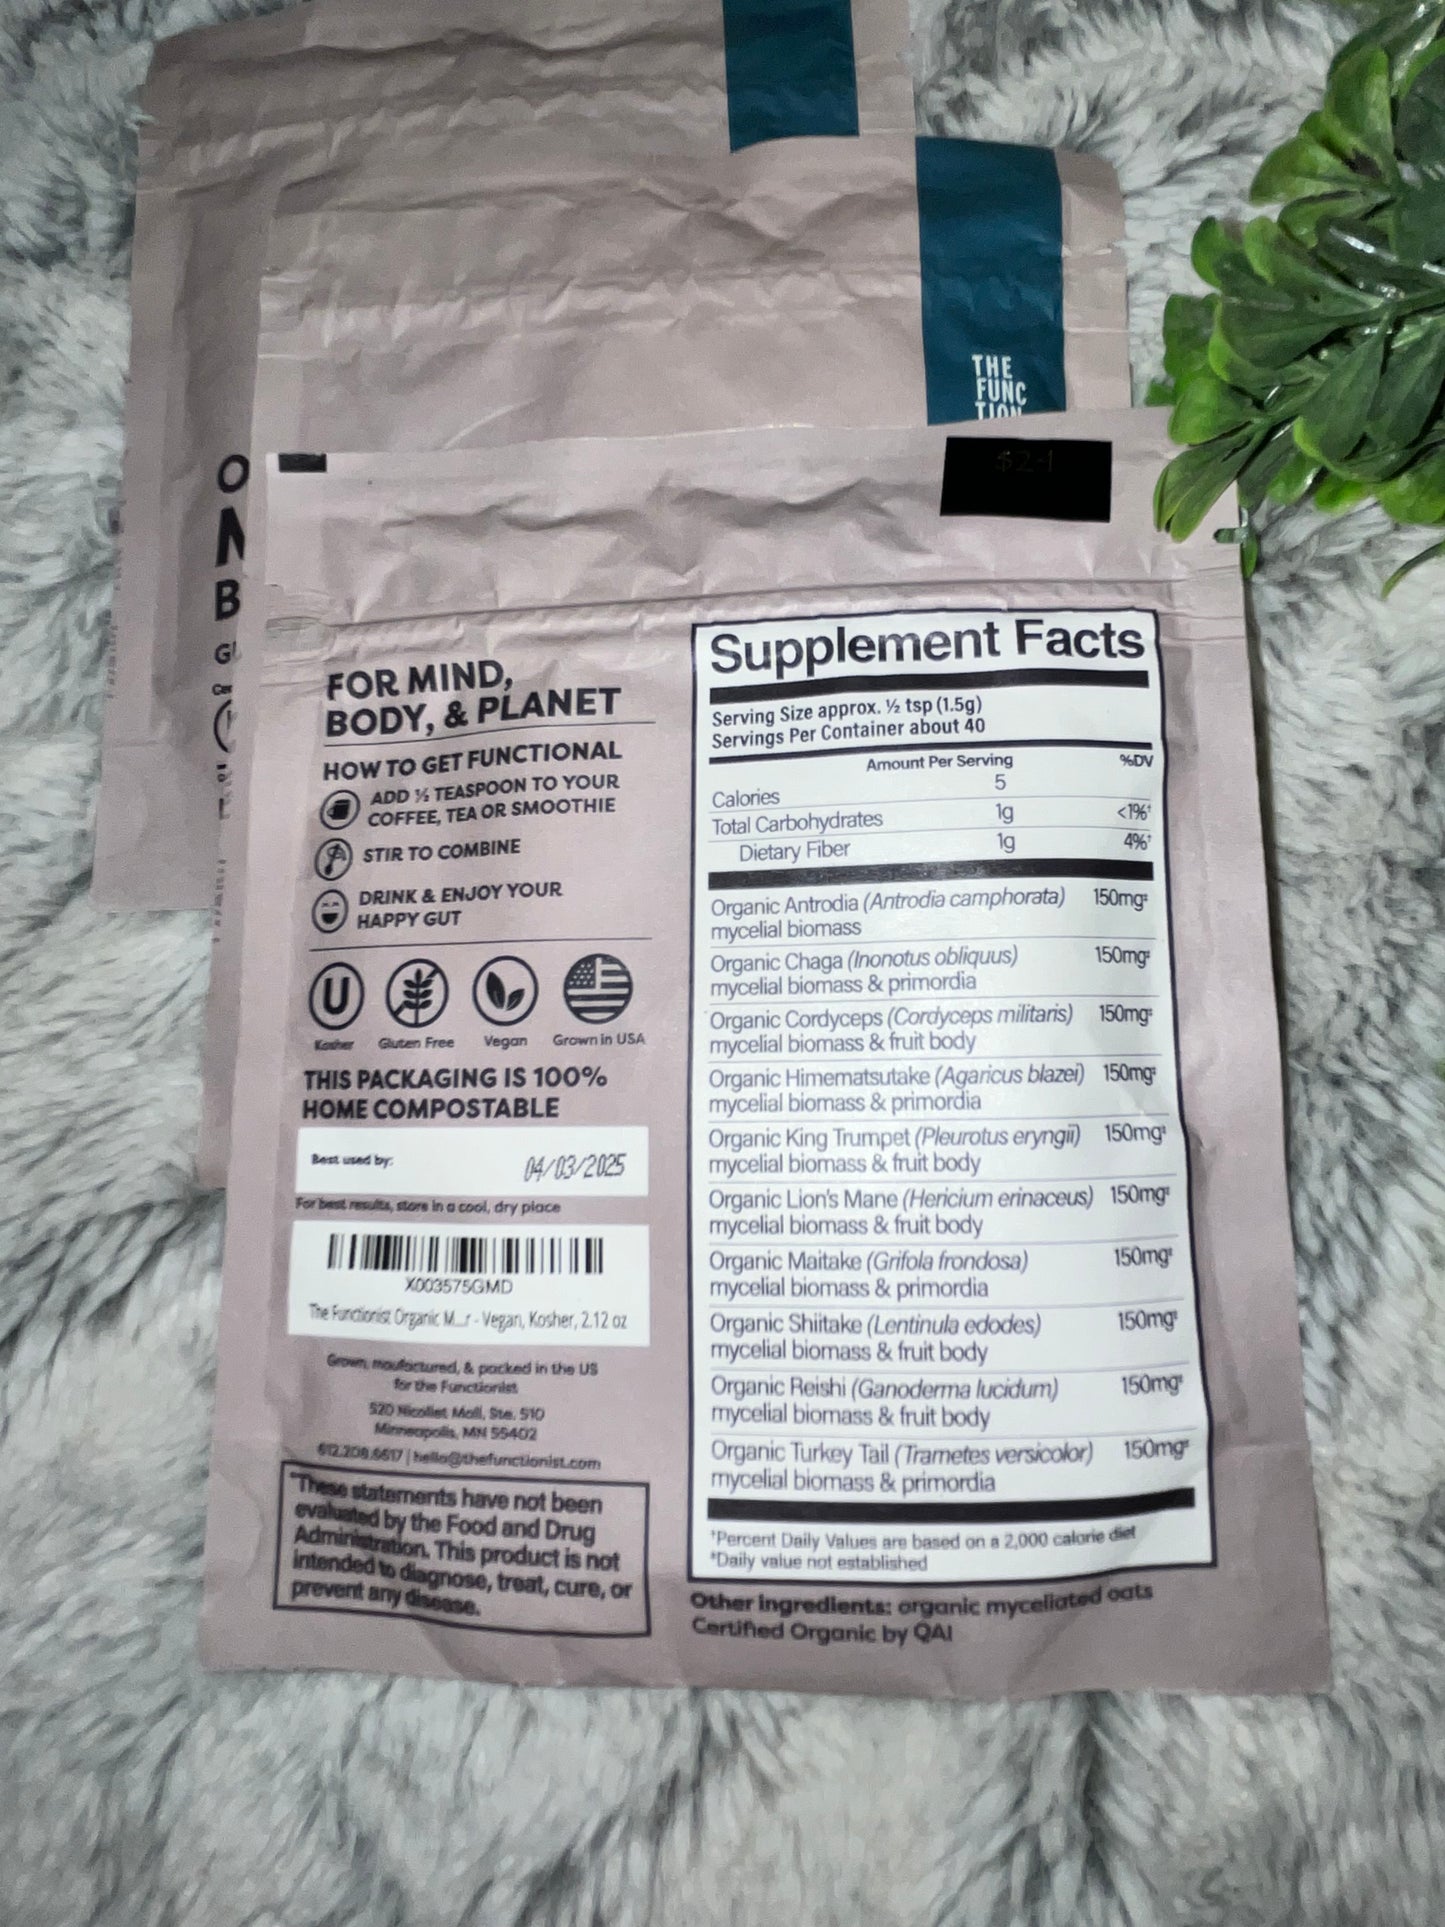 THE
FUNC
TION
$24
O
B
FOR MIND,
BODY, & PLANET
HOW TO GET FUNCTIONAL
ADD ½ TEASPOON TO YOUR
COFFEE, TEA OR SMOOTHIE
STIR TO COMBINE
DRINK & ENJOY YOUR
HAPPY GUT
U
Kosher Gluten Free Vegan Grown in USA
THIS PACKAGING IS 100%
HOME COMPOSTABLE
Best used by: 04/03/2025
For best results, store in a cool, dry place
X003575GMD
The Functionist Organic M...r - Vegan, Kosher, 2.12 oz
Grown, maufactured, & packed in the US
for the Functionist
520 Nicollet Mall, Ste. 510
Minneapolis, MN 55402
612.208.6617 | hello@thefunctionist.com
*These statements have not been
evaluated by the Food and Drug
Administration. This product is not
intended to diagnose, treat, cure, or
prevent any disease.
Supplement Facts
Serving Size approx. ½ tsp (1.5g)
Servings Per Container about 40
Amount Per Serving %DV
Calories 5
Total Carbohydrates 1g <1%†
Dietary Fiber 1g 4%†
Organic Antrodia (Antrodia camphorata) 150mg‡
mycelial biomass
Organic Chaga (Inonotus obliquus) 150mg‡
mycelial biomass & primordia
Organic Cordyceps (Cordyceps militaris) 150mg‡
mycelial biomass & fruit body
Organic Himematsutake (Agaricus blazei) 150mg‡
mycelial biomass & primordia
Organic King Trumpet (Pleurotus eryngii) 150mg‡
mycelial biomass & fruit body
Organic Lion's Mane (Hericium erinaceus) 150mg‡
mycelial biomass & fruit body
Organic Maitake (Grifola frondosa) 150mg‡
mycelial biomass & primordia
Organic Shiitake (Lentinula edodes) 150mg‡
mycelial biomass & fruit body
Organic Reishi (Ganoderma lucidum) 150mg‡
mycelial biomass & fruit body
Organic Turkey Tail (Trametes versicolor) 150mg‡
mycelial biomass & primordia
†Percent Daily Values are based on a 2,000 calorie diet
‡Daily value not established
Other ingredients: organic myceliated oats
Certified Organic by QAI